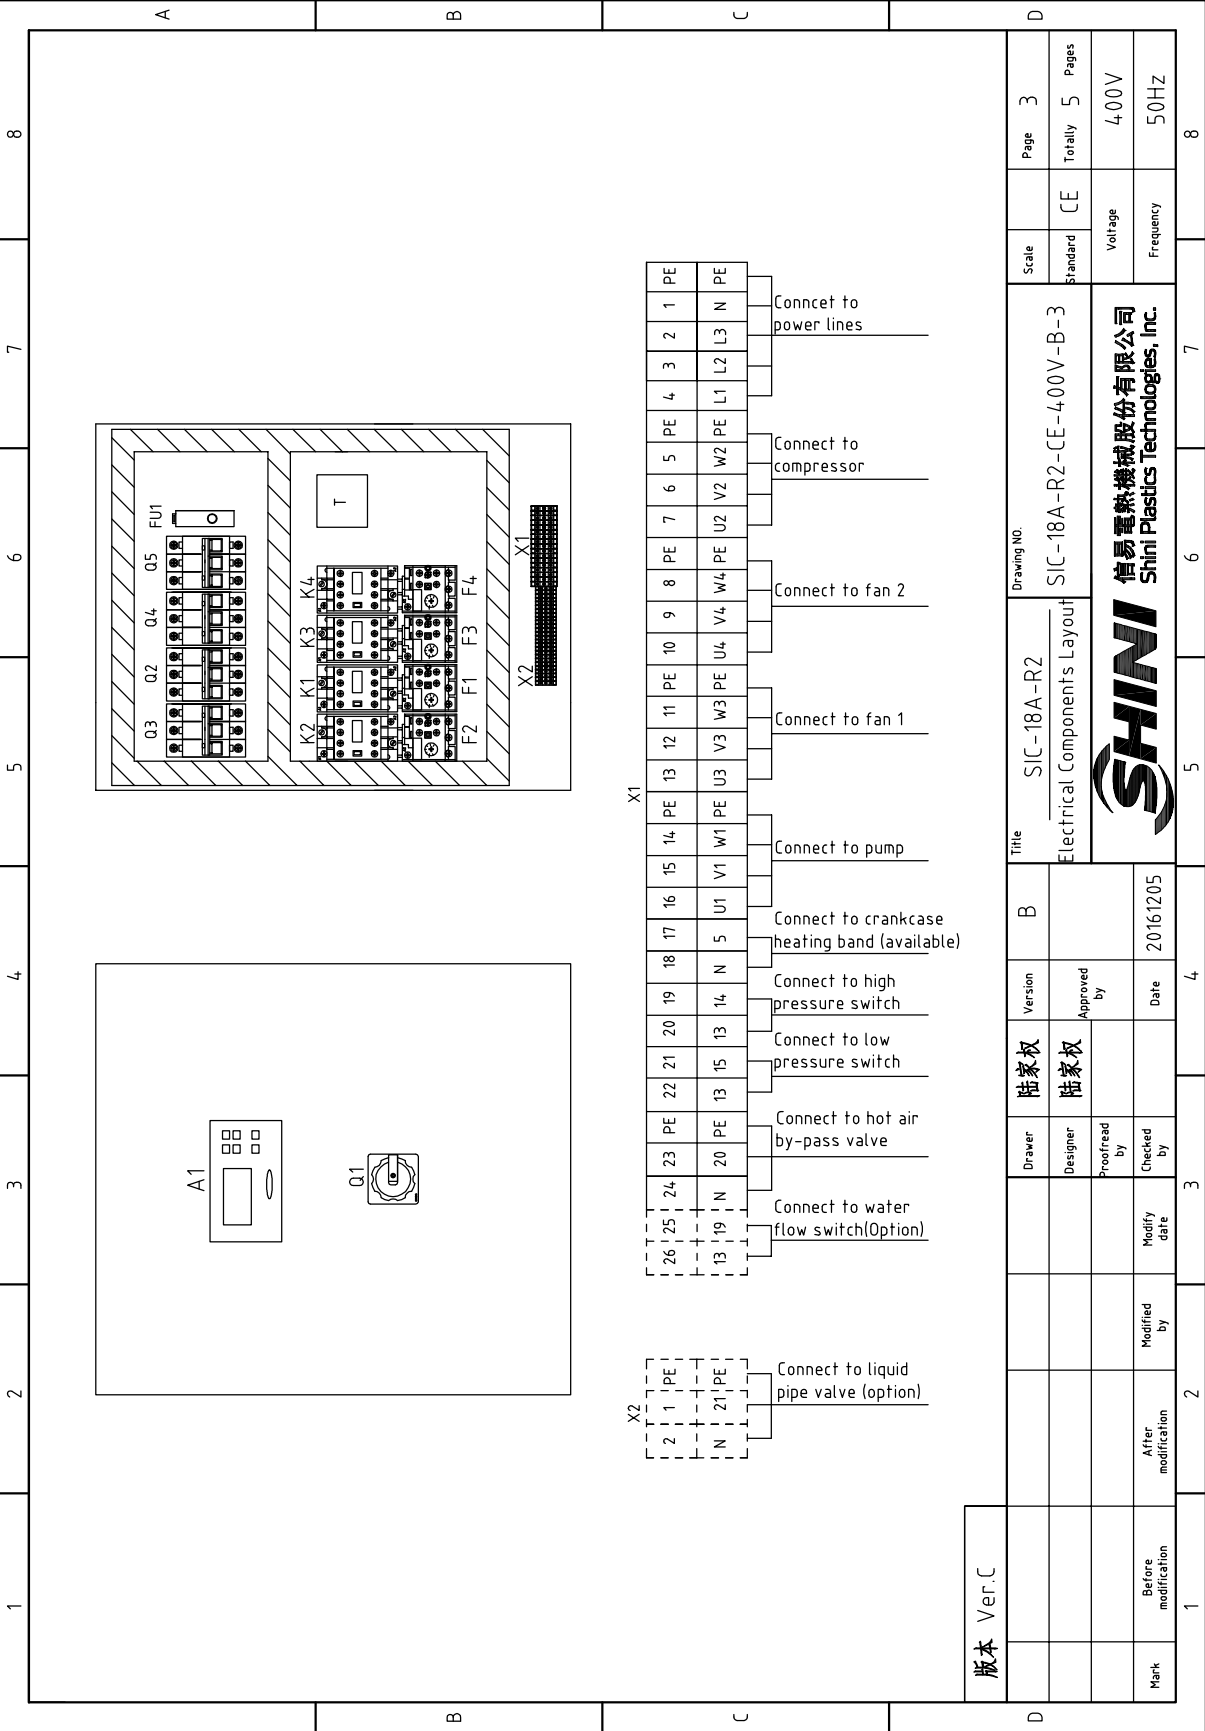 1 2 3 4 5 6 7 8
A
A1
Q1
Q3 Q2 Q4 Q5 FU1
B
K2 K1 K3 K4
T
F2 F1 F3 F4
X2 X1
B
C
X2
2 1 PE
N 21 PE
Connect to liquid
pipe valve (option)
X1
26 25 24 23 PE 22 21 20 19 18 17 16 15 14 PE 13 12 11 PE 10 9 8 PE 7 6 5 PE 4 3 2 1 PE
13 19 N 20 PE 13 15 13 14 N 5 U1 V1 W1 PE U3 V3 W3 PE U4 V4 W4 PE U2 V2 W2 PE L1 L2 L3 N PE
Connect to water
flow switch(Option)
Connect to hot air
by-pass valve
Connect to low
pressure switch
Connect to high
pressure switch
Connect to crankcase
heating band (available)
Connect to pump
Connect to fan 1
Connect to fan 2
Connect to
compressor
Conncet to
power lines
C
版本 Ver.C
D
Mark
Before
modification
After
modification
Modified
by
Modify
date
Drawer 陆家权
Designer 陆家权
Proofread
by
Checked
by
Version B
Approved
by
Date 20161205
Title
SIC-18A-R2
Electrical Components Layout
Drawing NO.
SIC-18A-R2-CE-400V-B-3
SHINI
信易電熱機械股份有限公司
Shini Plastics Technologies, Inc.
Scale
Page 3
Standard CE
Totally 5 Pages
Voltage 400V
Frequency 50HZ
D
1 2 3 4 5 6 7 8